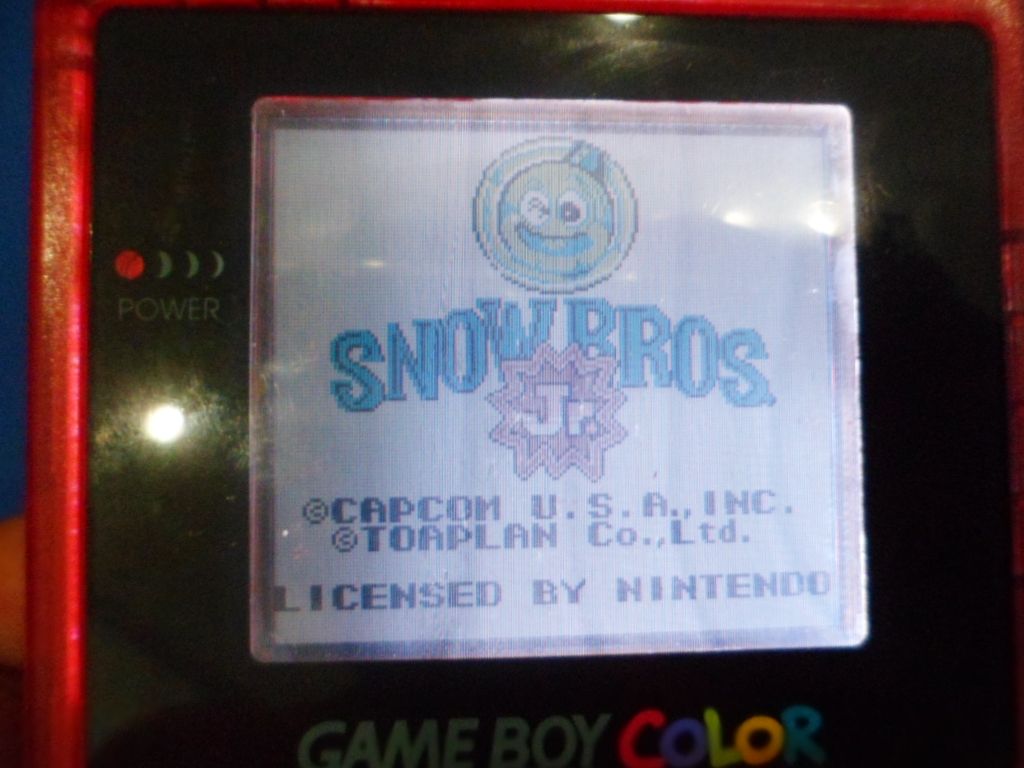 POWER
SNOW BROS.
Jr.
©CAPCOM U.S.A.,INC.
©TOAPLAN Co.,Ltd.
LICENSED BY NINTENDO
GAME BOY COLOR